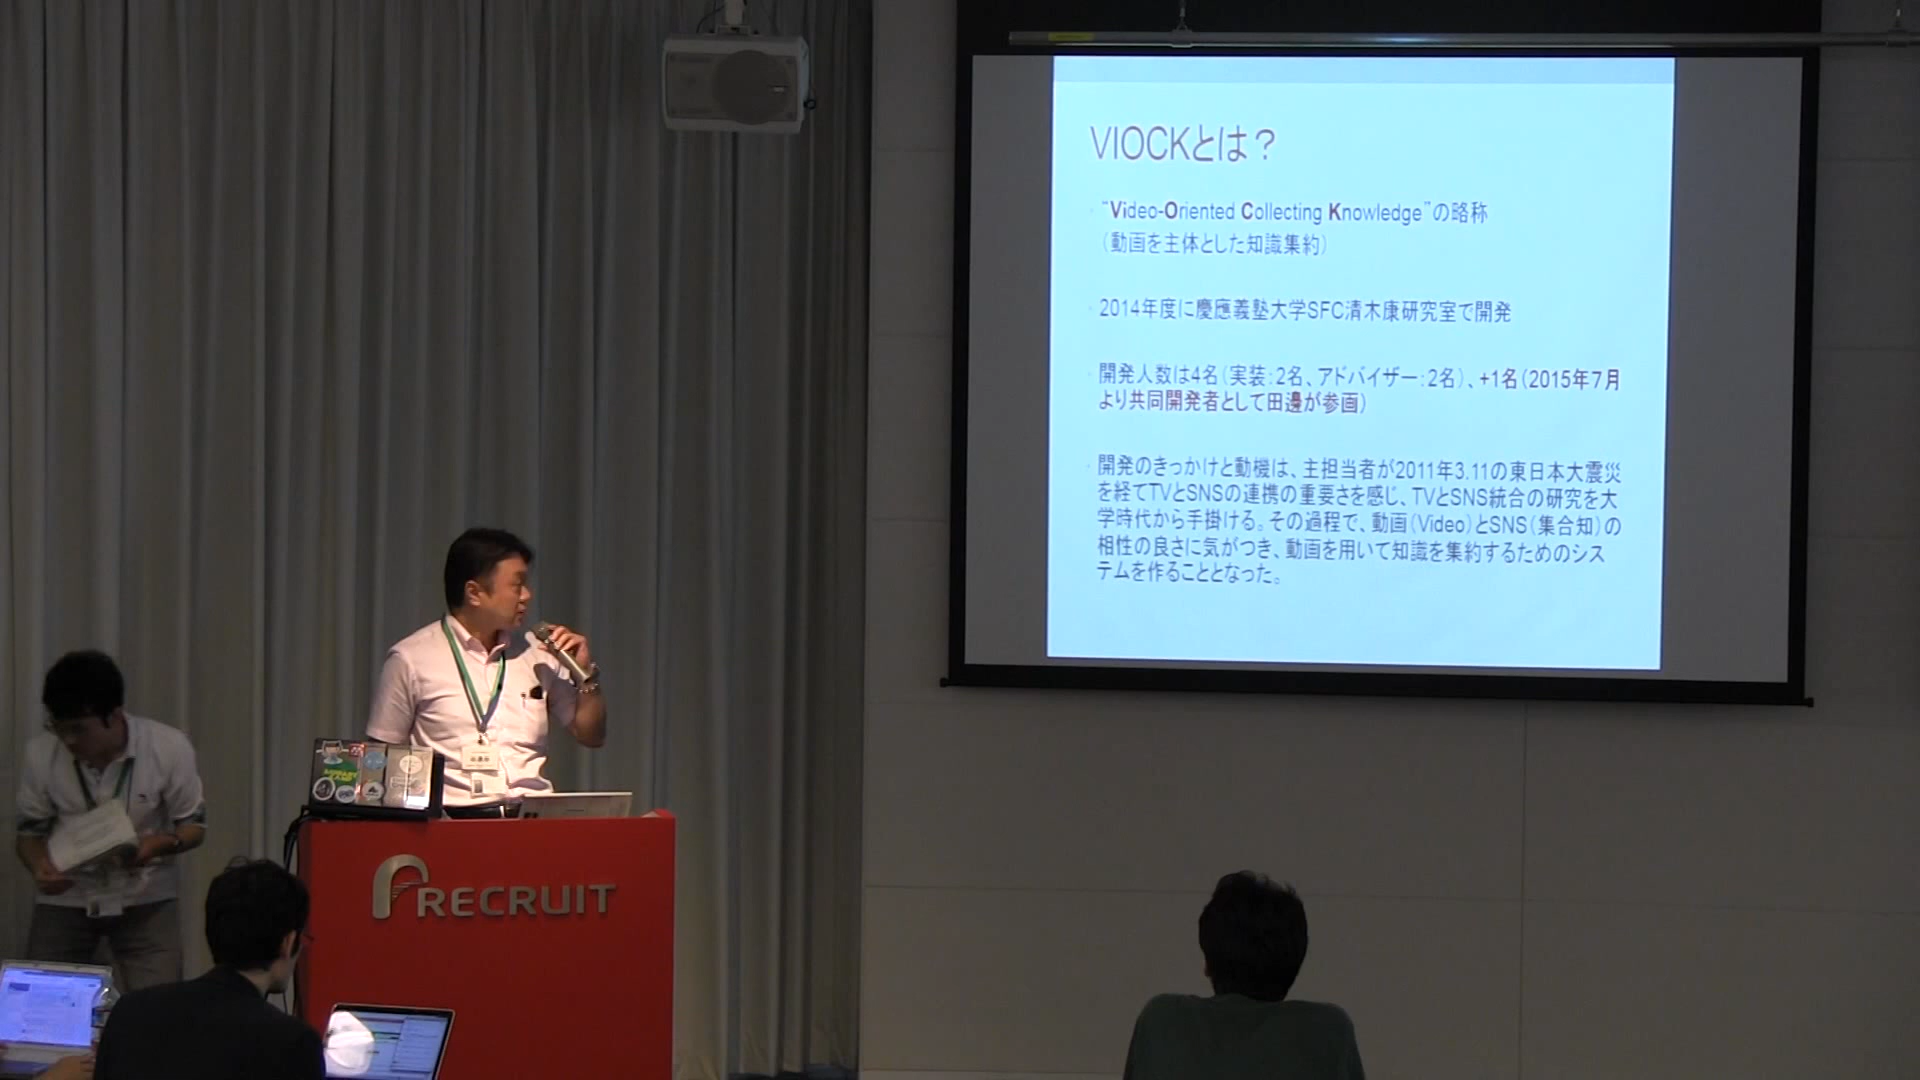 VIOCKとは？
“Video-Oriented Collecting Knowledge”の略称
（動画を主体とした知識集約）
2014年度に慶應義塾大学SFC清木康研究室で開発
開発人数は4名（実装：2名、アドバイザー：2名）、+1名（2015年７月
より共同開発者として田邊が参画）
開発のきっかけと動機は、主担当者が2011年3.11の東日本大震災
を経てTVとSNSの連携の重要さを感じ、TVとSNS統合の研究を大
学時代から手掛ける。その過程で、動画（Video）とSNS（集合知）の
相性の良さに気がつき、動画を用いて知識を集約するためのシス
テムを作ることとなった。
RECRUIT